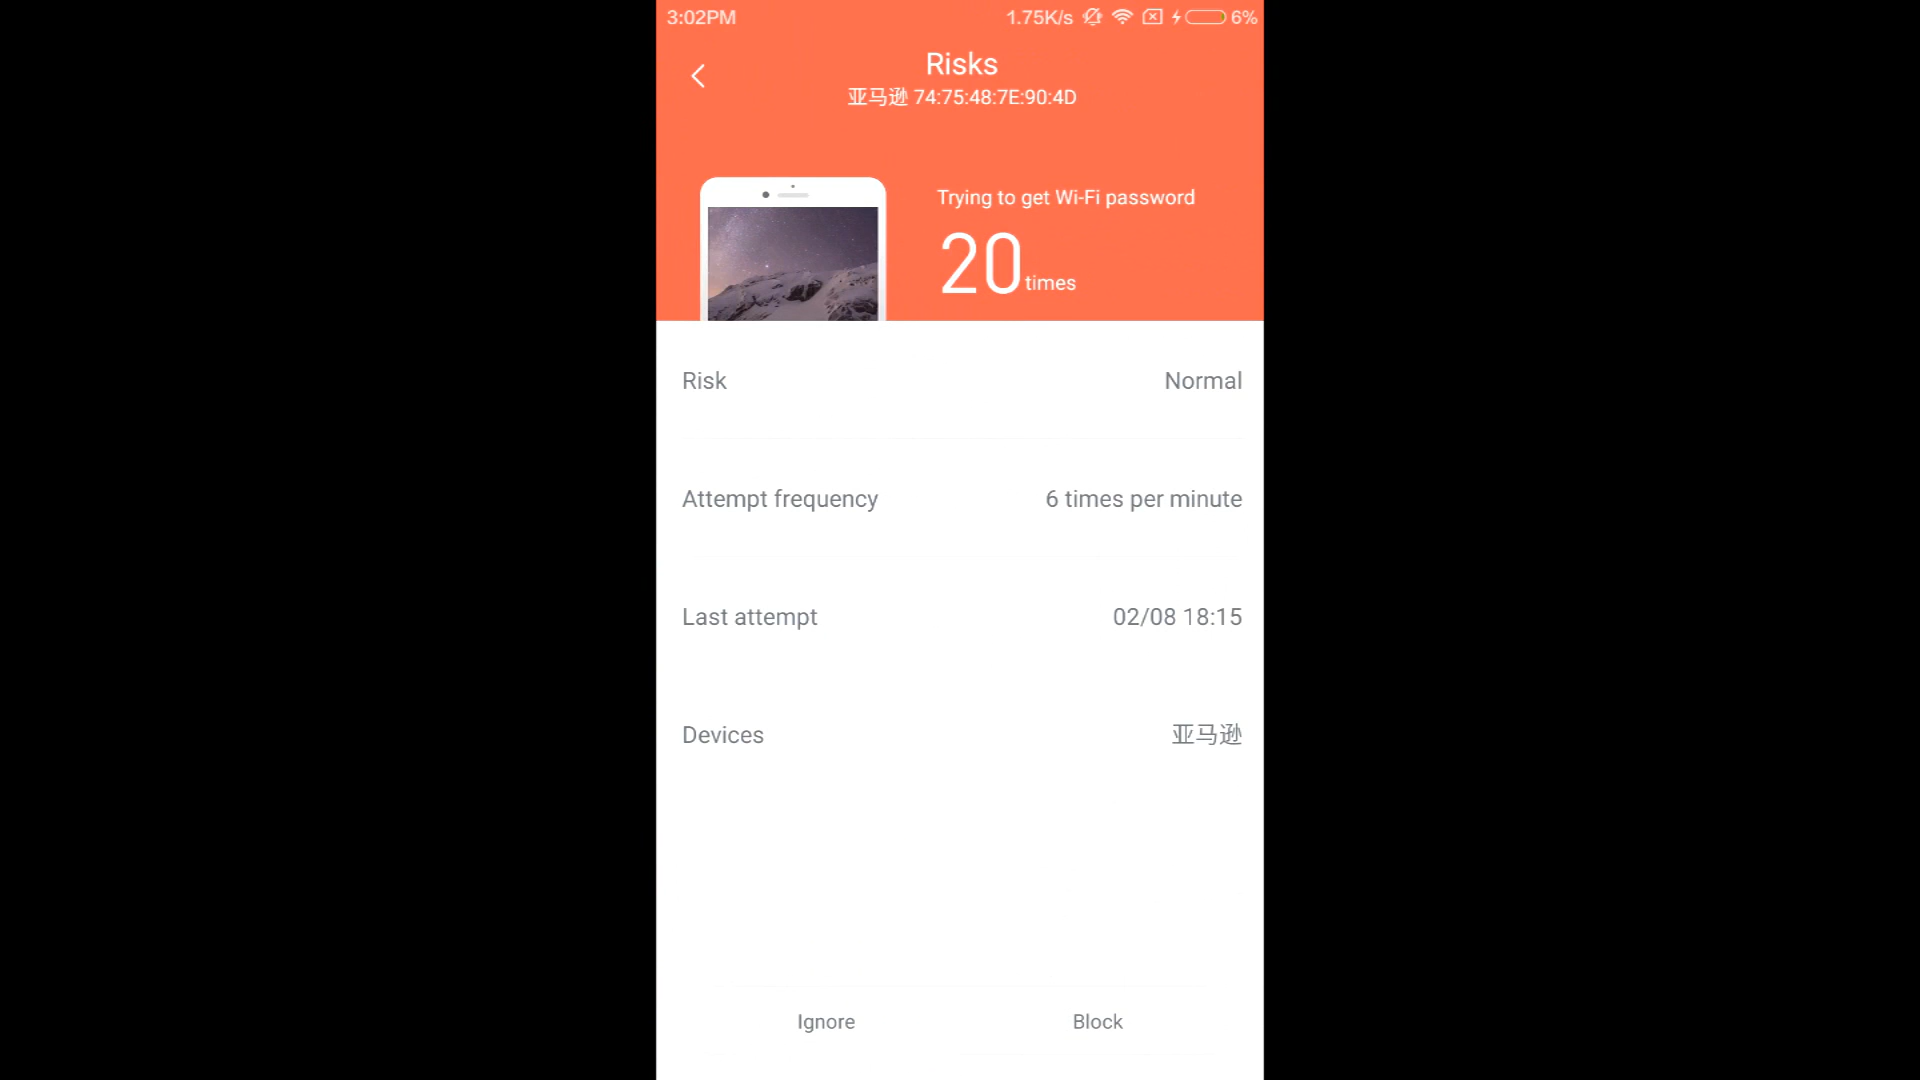 3:02PM 1.75K/s 6%
Risks
亚马逊 74:75:48:7E:90:4D
Trying to get Wi-Fi password
20 times
Risk Normal
Attempt frequency 6 times per minute
Last attempt 02/08 18:15
Devices 亚马逊
Ignore Block